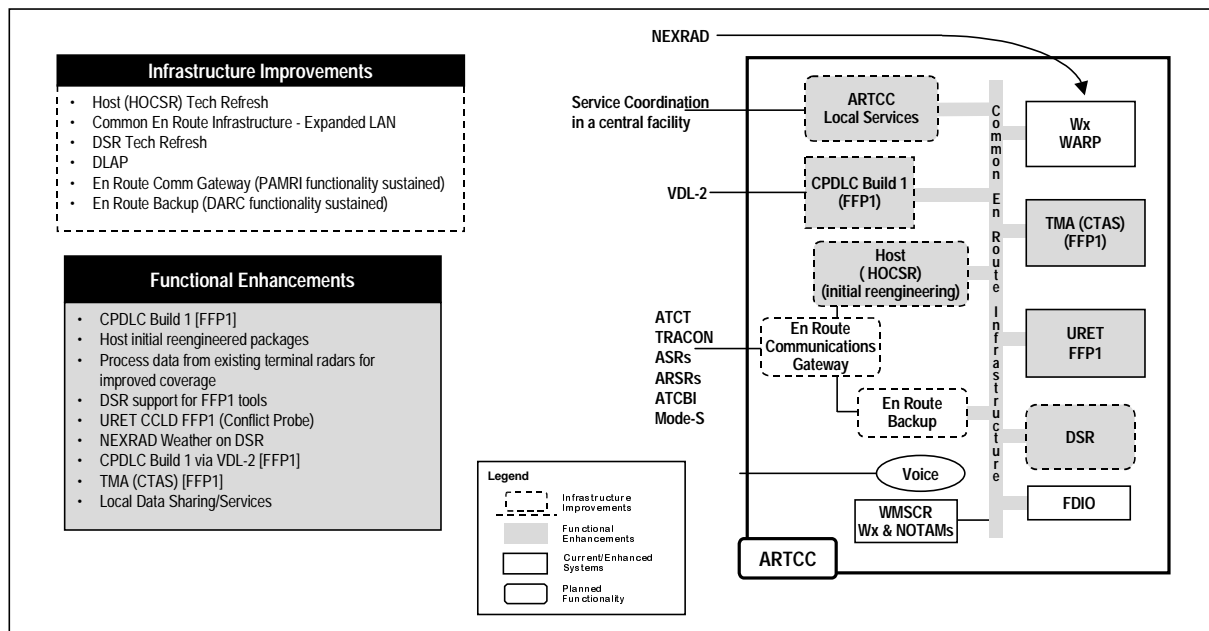 Infrastructure Improvements
• Host (HOCSR) Tech Refresh
• Common En Route Infrastructure - Expanded LAN
• DSR Tech Refresh
• DLAP
• En Route Comm Gateway (PAMRI functionality sustained)
• En Route Backup (DARC functionality sustained)
Functional Enhancements
• CPDLC Build 1 [FFP1]
• Host initial reengineered packages
• Process data from existing terminal radars for
improved coverage
• DSR support for FFP1 tools
• URET CCLD FFP1 (Conflict Probe)
• NEXRAD Weather on DSR
• CPDLC Build 1 via VDL-2 [FFP1]
• TMA (CTAS) [FFP1]
• Local Data Sharing/Services
NEXRAD
Service Coordination
in a central facility
VDL-2
ATCT
TRACON
ASRs
ARSRs
ATCBI
Mode-S
ARTCC
Local Services
CPDLC Build 1
(FFP1)
Host
( HOCSR)
(initial reengineering)
En Route
Communications
Gateway
En Route
Backup
Voice
WMSCR
Wx & NOTAMs
Common En Route Infrastructure
Wx
WARP
TMA (CTAS)
(FFP1)
URET
FFP1
DSR
FDIO
ARTCC
Legend
Infrastructure
Improvements
Functional
Enhancements
Current/Enhanced
Systems
Planned
Functionality